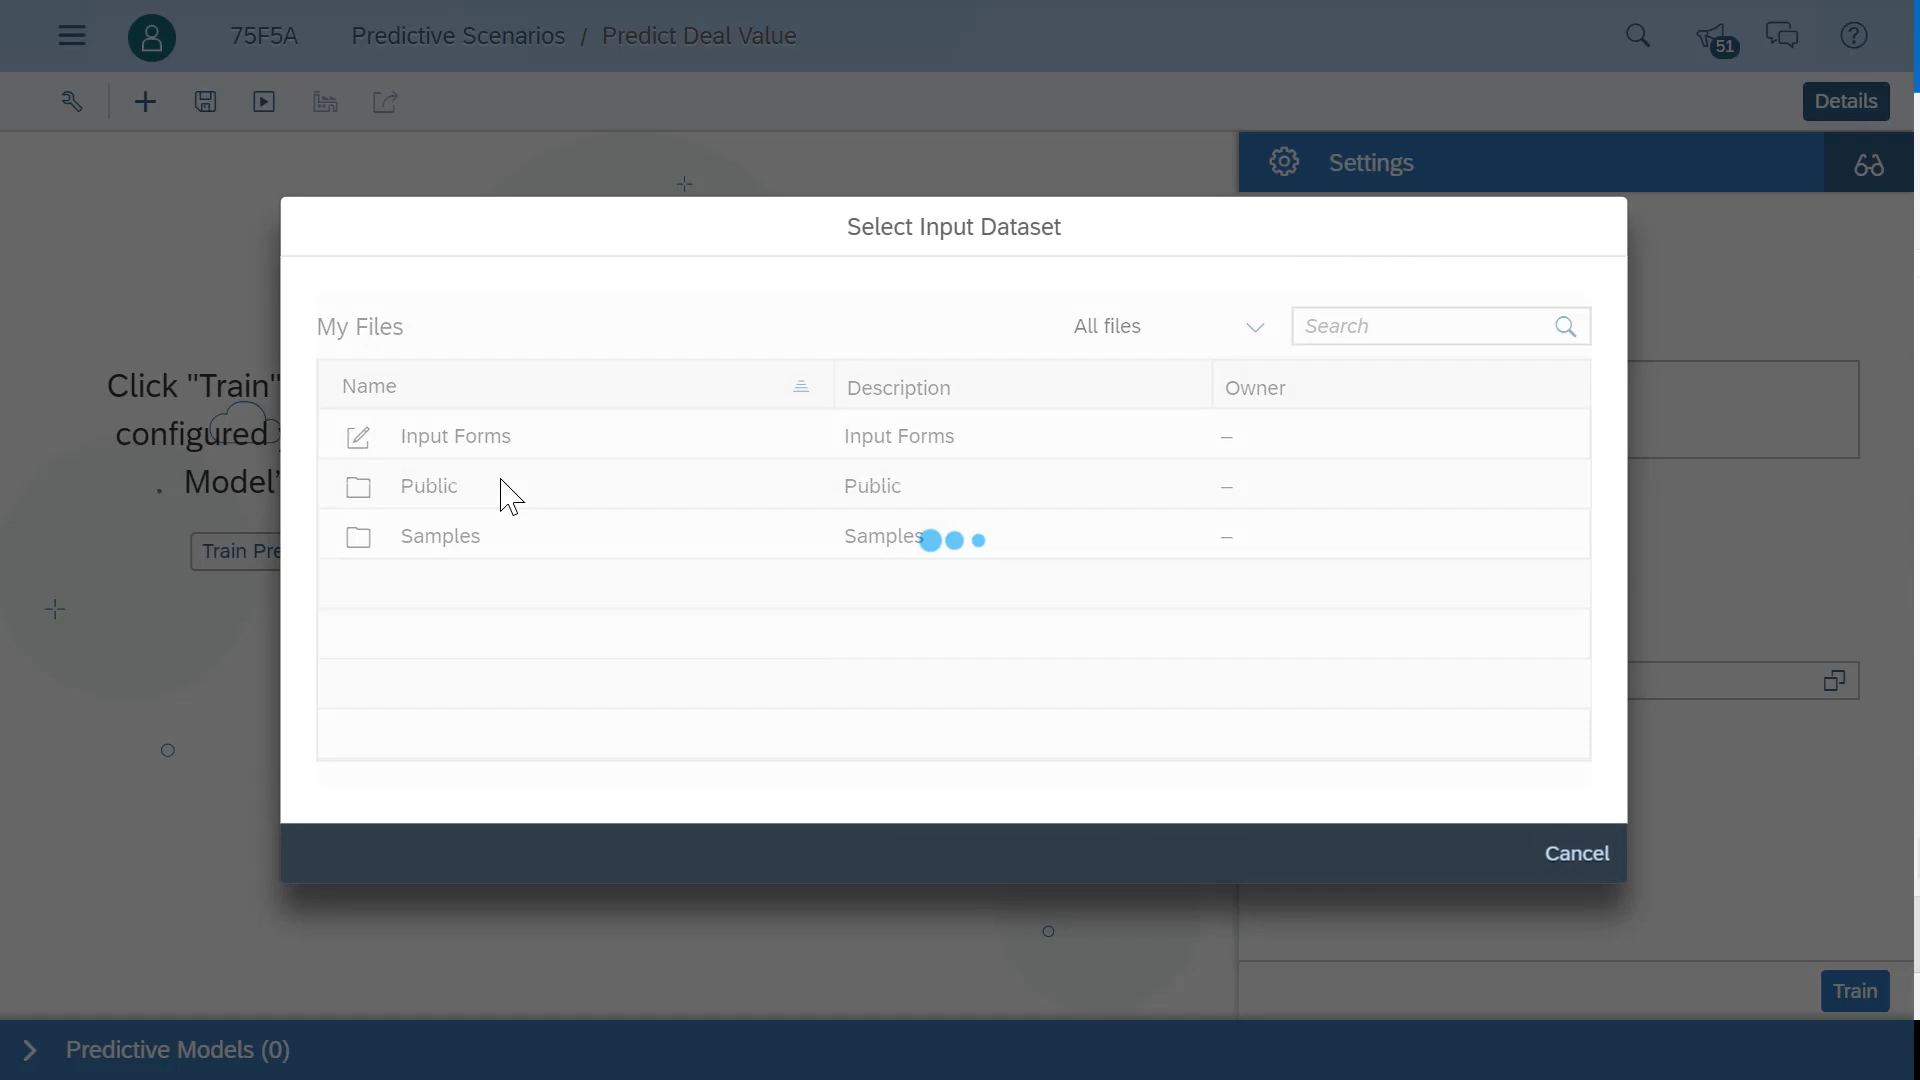 75F5A Predictive Scenarios / Predict Deal Value
51
Details
Settings
Select Input Dataset
My Files All files Search
Name Description Owner
Input Forms Input Forms –
Public Public –
Samples Samples –
Click "Train"
configured
Model'
Train Pre
Cancel
Train
Predictive Models (0)